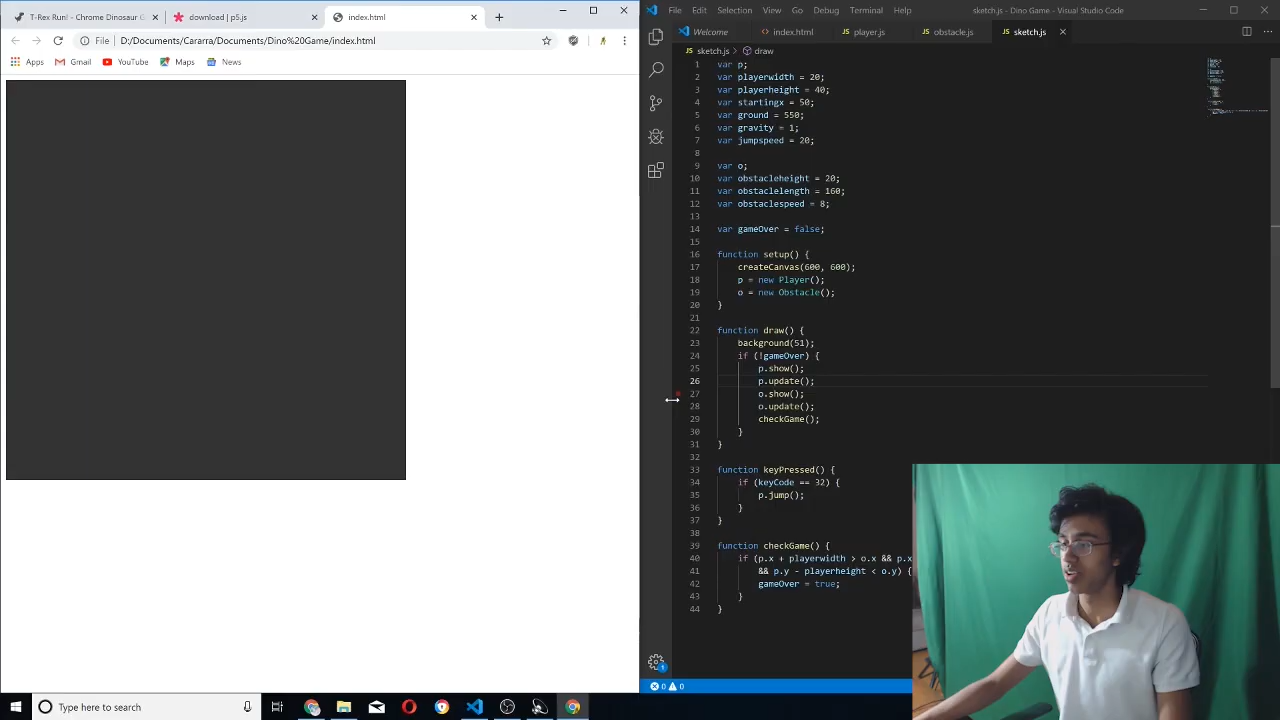 T-Rex Run! - Chrome Dinosaur G
download | p5.js
index.html
File
D:/Documents/Cararra/Documents/Dino%20Game/index.html
Apps
Gmail
YouTube
Maps
News
File Edit Selection View Go Debug Terminal Help
sketch.js - Dino Game - Visual Studio Code
Welcome
index.html
player.js
obstacle.js
sketch.js
sketch.js > draw
1 var p;
2 var playerwidth = 20;
3 var playerheight = 40;
4 var startingx = 50;
5 var ground = 550;
6 var gravity = 1;
7 var jumpspeed = 20;
8
9 var o;
10 var obstacleheight = 20;
11 var obstaclelength = 160;
12 var obstaclespeed = 8;
13
14 var gameOver = false;
15
16 function setup() {
17 createCanvas(600, 600);
18 p = new Player();
19 o = new Obstacle();
20 }
21
22 function draw() {
23 background(51);
24 if (!gameOver) {
25 p.show();
26 p.update();
27 o.show();
28 o.update();
29 checkGame();
30 }
31 }
32
33 function keyPressed() {
34 if (keyCode == 32) {
35 p.jump();
36 }
37 }
38
39 function checkGame() {
40 if (p.x + playerwidth > o.x && p.x
41 && p.y - playerheight < o.y) {
42 gameOver = true;
43 }
44 }
1
0 0
Type here to search